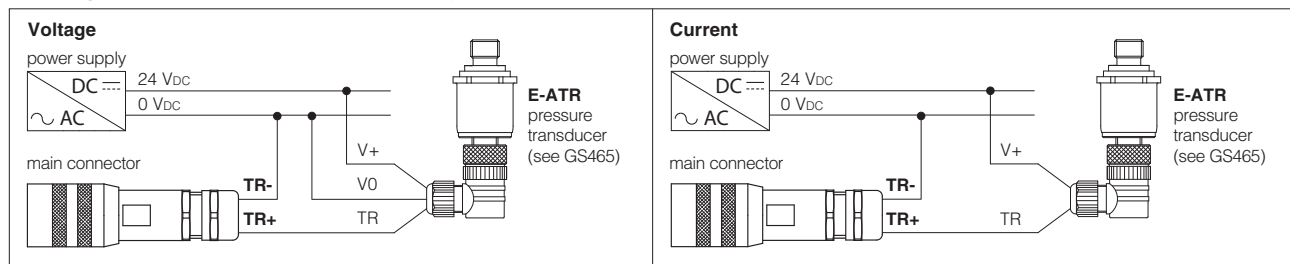 Voltage
power supply
DC
AC
24 VDC
0 VDC
E-ATR
pressure
transducer
(see GS465)
main connector
V+
TR-
V0
TR+
TR
Current
power supply
DC
AC
24 VDC
0 VDC
E-ATR
pressure
transducer
(see GS465)
main connector
V+
TR-
TR+
TR